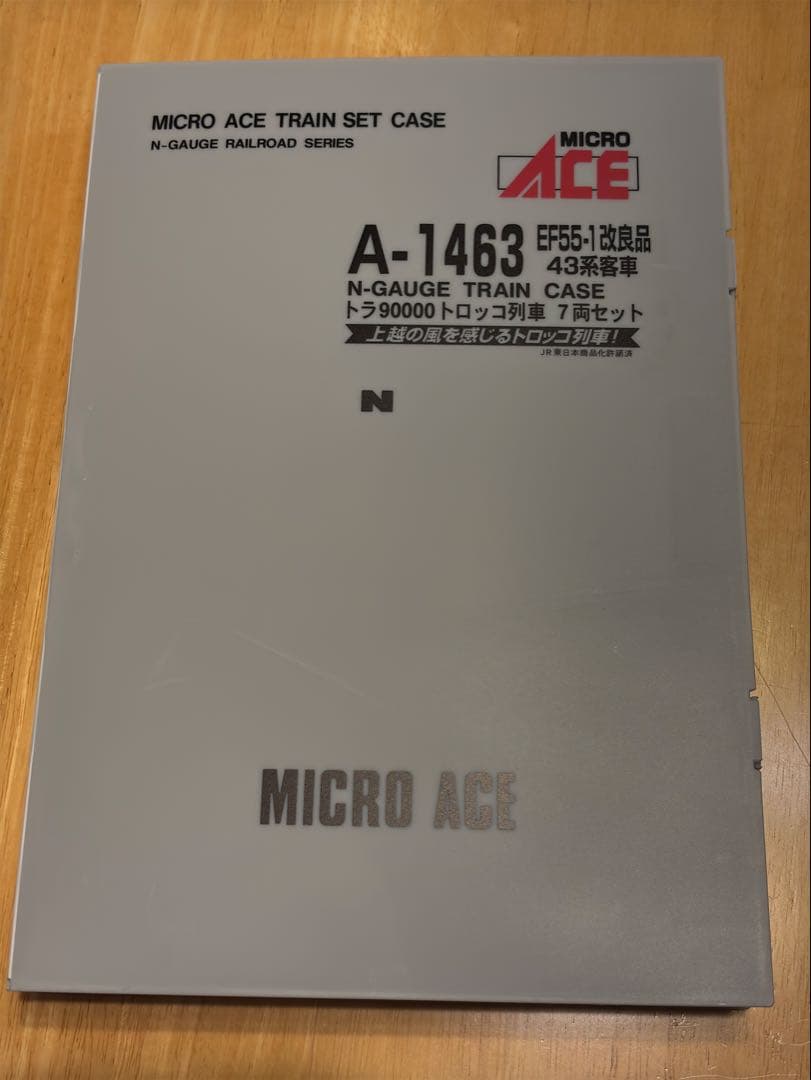 MICRO ACE TRAIN SET CASE
N-GAUGE RAILROAD SERIES
MICRO
ACE
A-1463 EF55-1改良品
43系客車
N-GAUGE TRAIN CASE
トラ90000トロッコ列車 7両セット
上越の風を感じるトロッコ列車!
JR東日本商品化許諾済
N
MICRO ACE